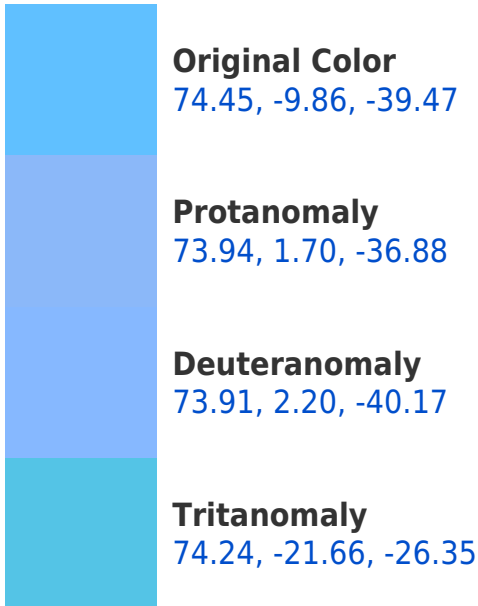 Original Color
74.45, -9.86, -39.47
Protanomaly
73.94, 1.70, -36.88
Deuteranomaly
73.91, 2.20, -40.17
Tritanomaly
74.24, -21.66, -26.35